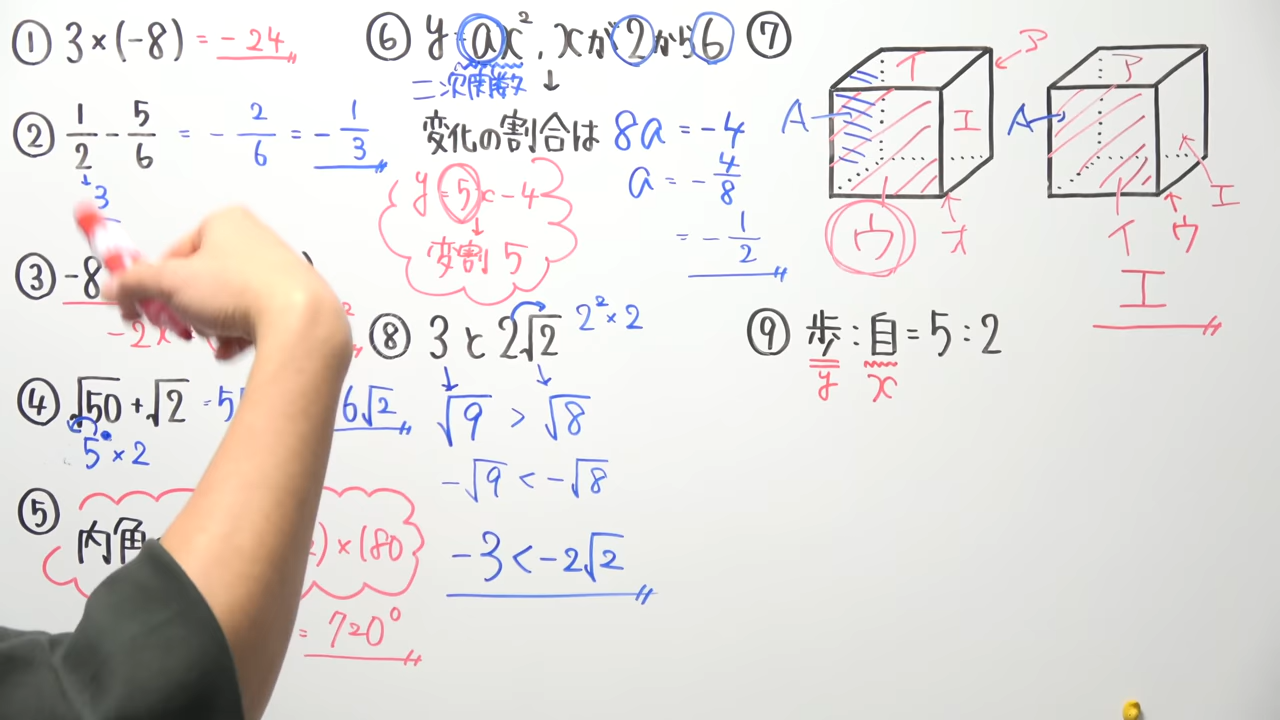 ① 3×(-8) = -24
② 1/2 - 5/6 = - 2/6 = - 1/3
↓3
③ -8
-2x
④ √50 + √2 = 5 6√2
5² × 2
⑤ 内角
)×180
= 720°
⑥ y=ax², xが2から6
二次関数 ↓
変化の割合は 8a = -4
a = - 4/8
= - 1/2
y=5x-4
↓
変割 5
⑦
ア
イ
A
エ
ウ
オ
ア
A
エ
イ
ウ
エ
⑧ 3と2√2 2²×2
↓ ↓
√9 > √8
-√9 < -√8
-3 < -2√2
⑨ 歩:自=5:2
y x